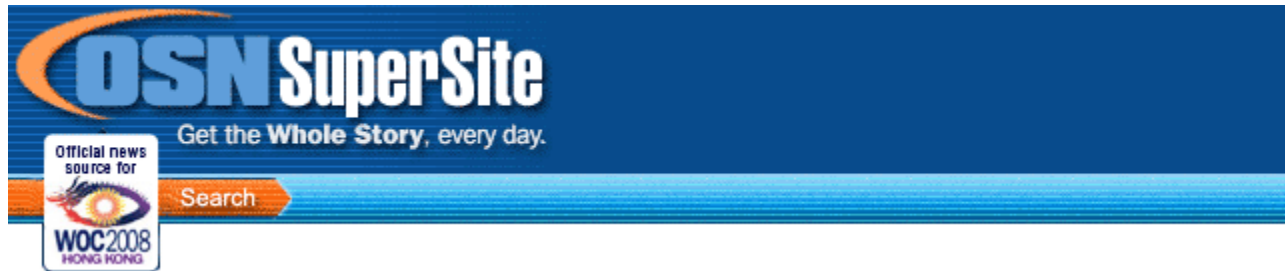 OSN SuperSite
Get the Whole Story, every day.
Official news
source for
Search
WOC2008
HONG KONG